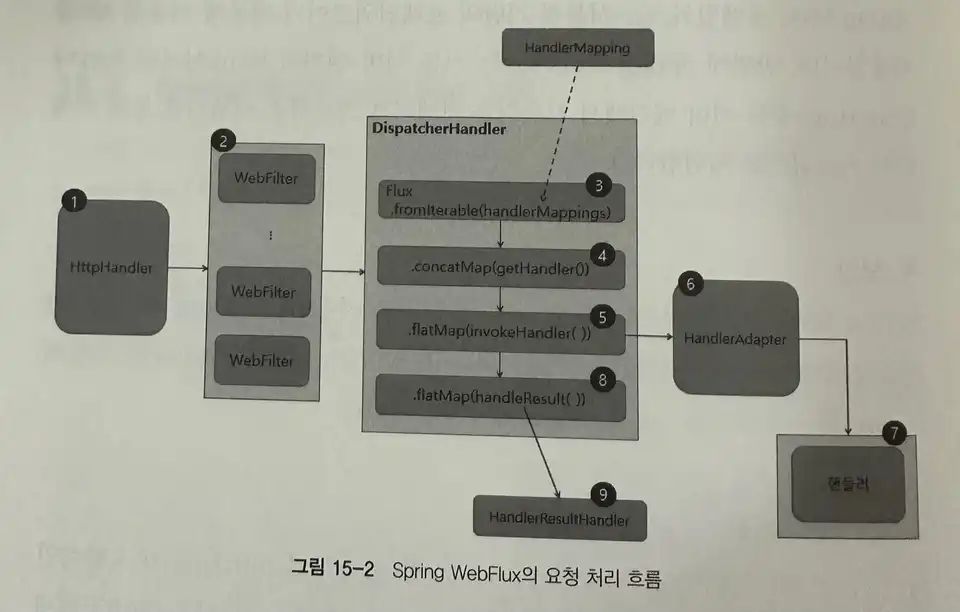 HandlerMapping
DispatcherHandler
2
WebFilter
1
HttpHandler
⋮
WebFilter
WebFilter
3
Flux
.fromIterable(handlerMappings)
4
.concatMap(getHandler())
5
.flatMap(invokeHandler( ))
8
.flatMap(handleResult( ))
6
HandlerAdapter
7
핸들러
9
HandlerResultHandler
그림 15-2 Spring WebFlux의 요청 처리 흐름